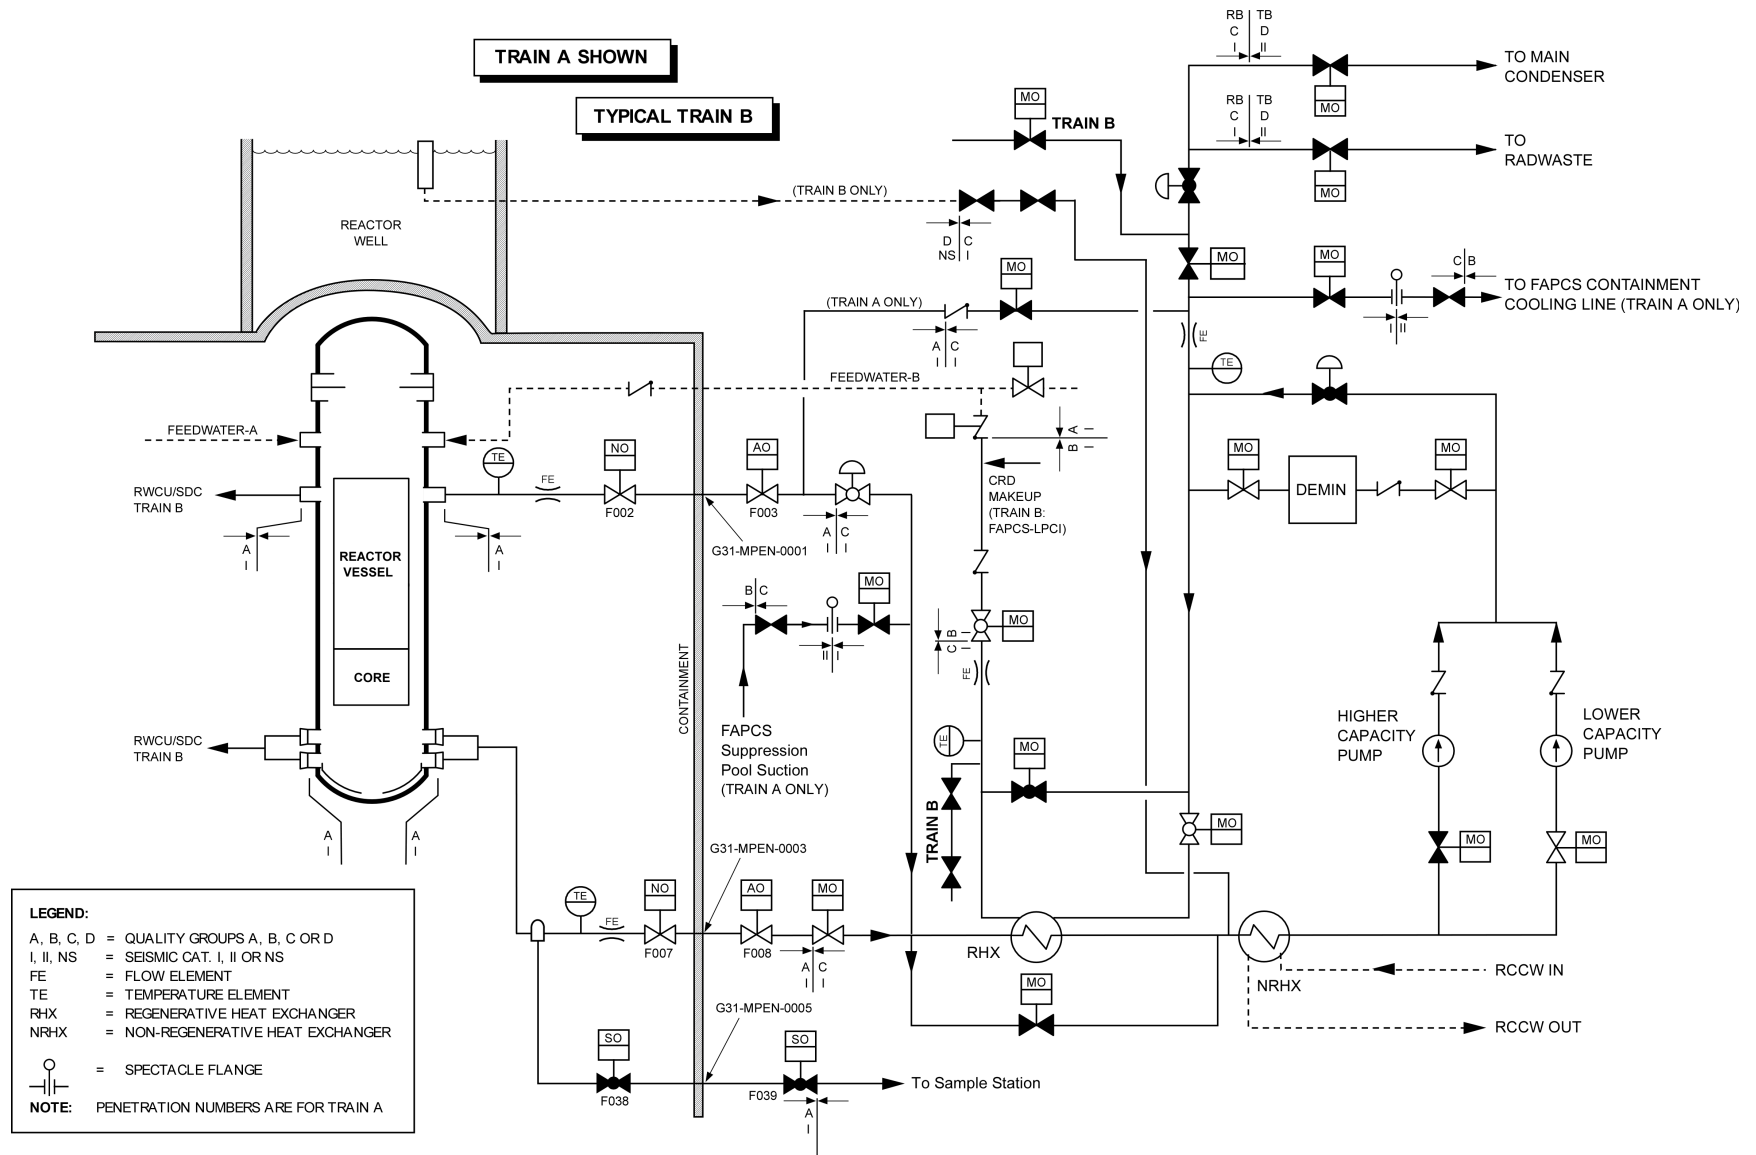 TRAIN A SHOWN
TYPICAL TRAIN B
RB
TB
C
D
I
II
TO MAIN
CONDENSER
MO
RB
TB
C
D
I
II
TO
RADWASTE
MO
MO
TRAIN B
(TRAIN B ONLY)
D
C
NS
I
REACTOR
WELL
MO
MO
MO
C
B
TO FAPCS CONTAINMENT
COOLING LINE (TRAIN A ONLY)
I
II
(TRAIN A ONLY)
A
C
I
I
FE
TE
FEEDWATER-B
FEEDWATER-A
A
I
B
I
RWCU/SDC
TRAIN B
TE
FE
NO
F002
AO
F003
A
C
I
I
G31-MPEN-0001
A
I
A
I
CRD
MAKEUP
(TRAIN B:
FAPCS-LPCI)
MO
DEMIN
MO
REACTOR
VESSEL
CORE
B
C
MO
II
I
CONTAINMENT
FAPCS
Suppression
Pool Suction
(TRAIN A ONLY)
MO
B
I
C
I
FE
HIGHER
CAPACITY
PUMP
LOWER
CAPACITY
PUMP
RWCU/SDC
TRAIN B
TE
MO
TRAIN B
MO
MO
MO
A
I
A
I
G31-MPEN-0003
TE
FE
NO
F007
AO
F008
MO
A
C
I
I
RHX
NRHX
RCCW IN
RCCW OUT
MO
G31-MPEN-0005
SO
F038
SO
F039
A
I
To Sample Station
LEGEND:
A, B, C, D = QUALITY GROUPS A, B, C OR D
I, II, NS = SEISMIC CAT. I, II OR NS
FE = FLOW ELEMENT
TE = TEMPERATURE ELEMENT
RHX = REGENERATIVE HEAT EXCHANGER
NRHX = NON-REGENERATIVE HEAT EXCHANGER
= SPECTACLE FLANGE
NOTE: PENETRATION NUMBERS ARE FOR TRAIN A